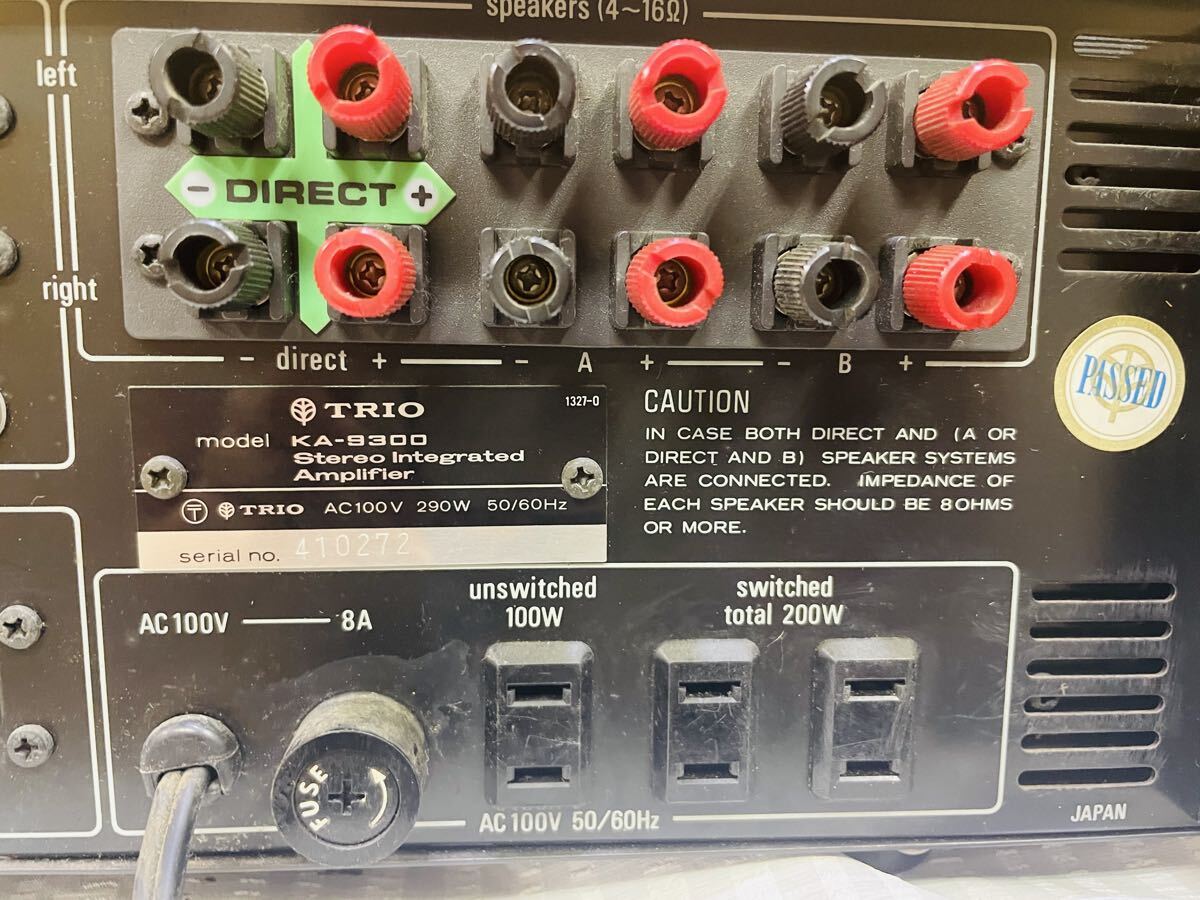 speakers (4~16Ω)
left
− DIRECT +
right
− direct + − A + − B +
TRIO 1327-0
model KA-9300
Stereo Integrated
Amplifier
TRIO AC100V 290W 50/60Hz
serial no. 410272
CAUTION
IN CASE BOTH DIRECT AND (A OR
DIRECT AND B) SPEAKER SYSTEMS
ARE CONNECTED. IMPEDANCE OF
EACH SPEAKER SHOULD BE 8OHMS
OR MORE.
PASSED
AC100V 8A
unswitched
100W
switched
total 200W
FUSE
AC100V 50/60Hz
JAPAN